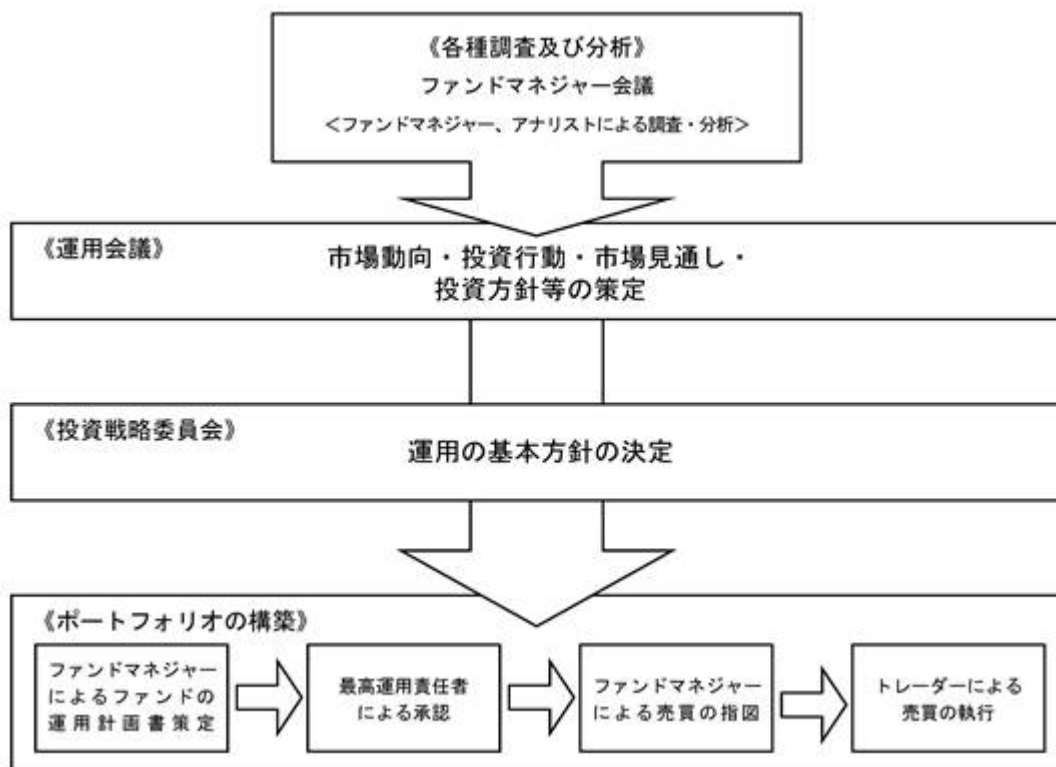 《各種調査及び分析》
ファンドマネジャー会議
＜ファンドマネジャー、アナリストによる調査・分析＞
《運用会議》
市場動向・投資行動・市場見通し・
投資方針等の策定
《投資戦略委員会》
運用の基本方針の決定
《ポートフォリオの構築》
ファンドマネジャー
によるファンドの
運用計画書策定
最高運用責任者
による承認
ファンドマネジャー
による売買の指図
トレーダーによる
売買の執行